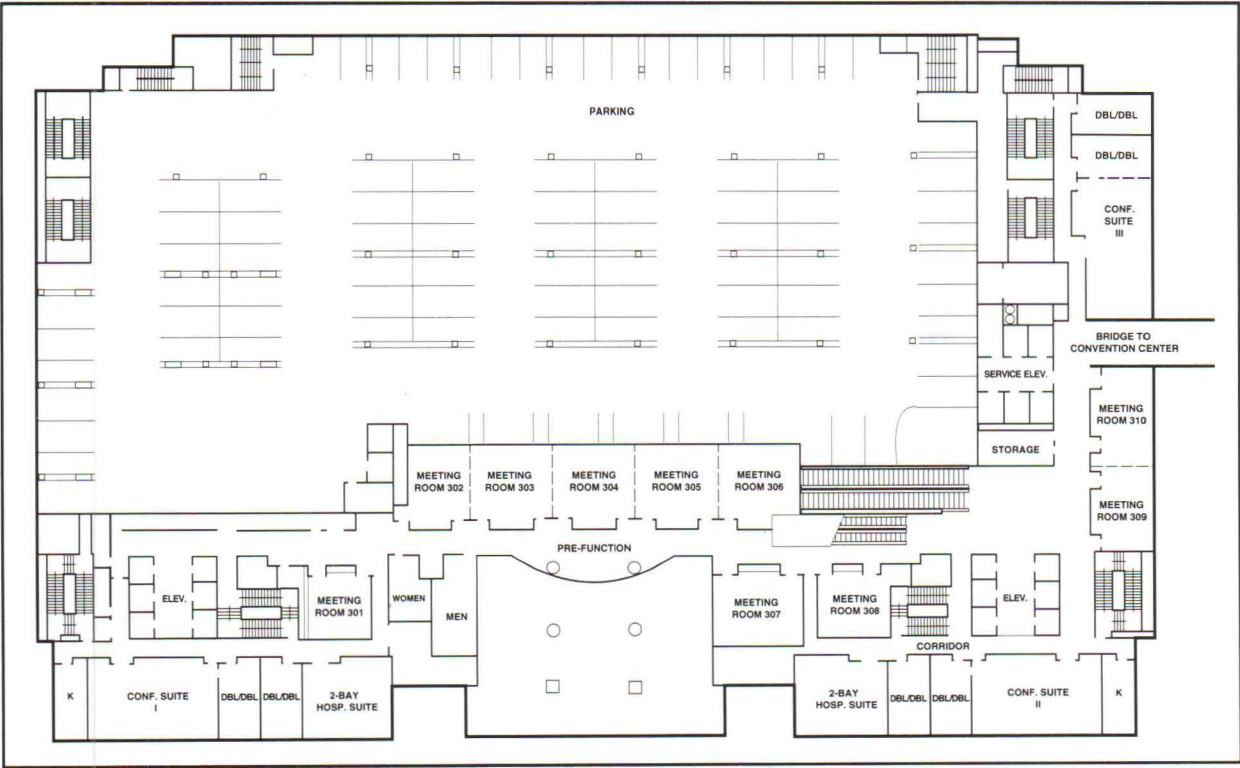 PARKING
DBL/DBL
DBL/DBL
CONF.
SUITE
III
BRIDGE TO
CONVENTION CENTER
SERVICE ELEV.
MEETING
ROOM 310
STORAGE
MEETING
ROOM 302
MEETING
ROOM 303
MEETING
ROOM 304
MEETING
ROOM 305
MEETING
ROOM 306
MEETING
ROOM 309
PRE-FUNCTION
ELEV.
MEETING
ROOM 301
WOMEN
MEN
MEETING
ROOM 307
MEETING
ROOM 308
ELEV.
CORRIDOR
K
CONF. SUITE
I
DBL/DBL
DBL/DBL
2-BAY
HOSP. SUITE
2-BAY
HOSP. SUITE
DBL/DBL
DBL/DBL
CONF. SUITE
II
K